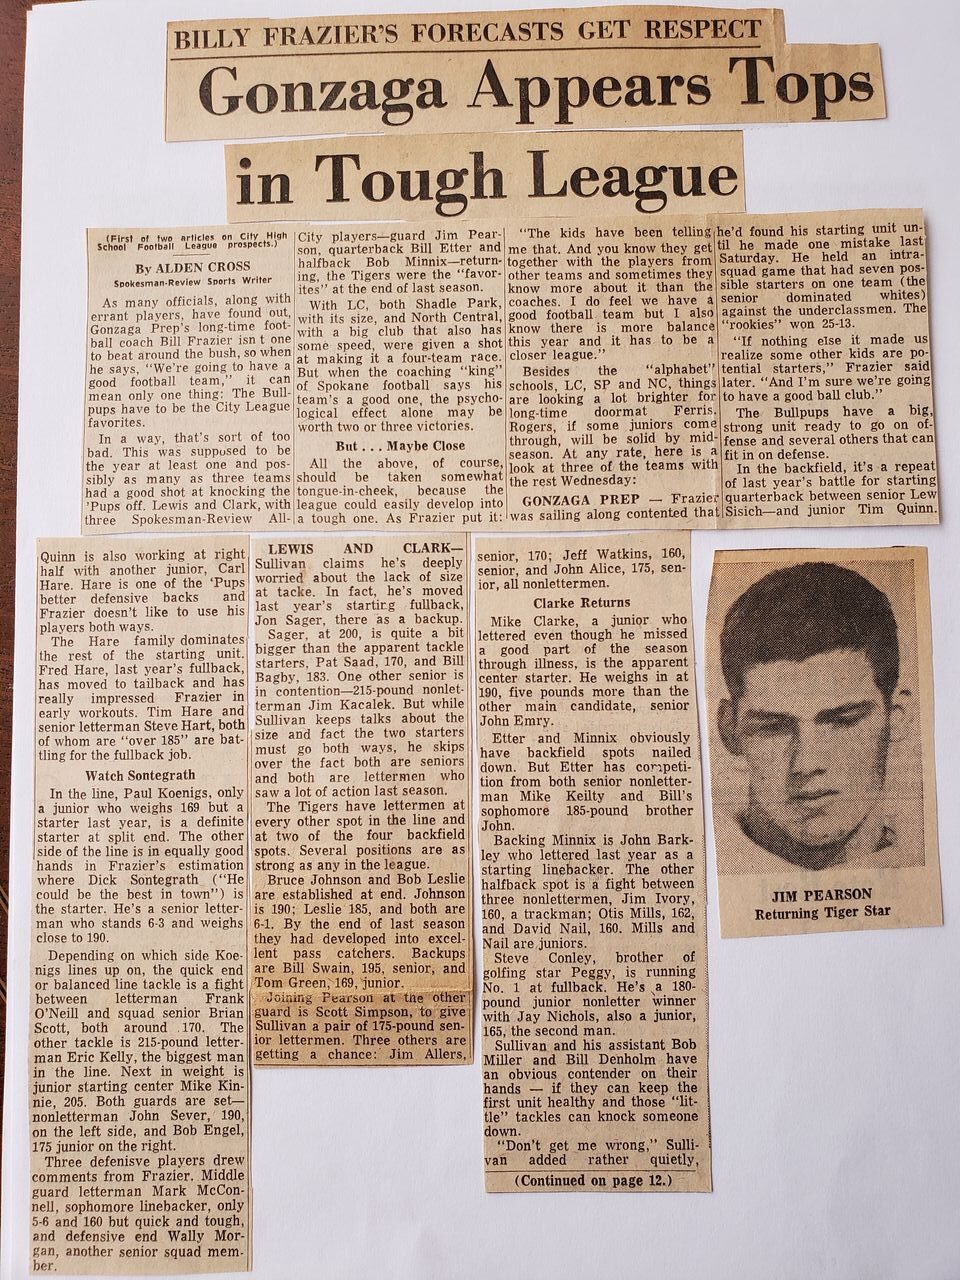 BILLY FRAZIER'S FORECASTS GET RESPECT
Gonzaga Appears Tops
in Tough League
(First of two articles on City High
School Football League prospects.)
By ALDEN CROSS
Spokesman-Review Sports Writer
As many officials, along with
errant players, have found out,
Gonzaga Prep's long-time foot-
ball coach Bill Frazier isn t one
to beat around the bush, so when
he says, "We're going to have a
good football team," it can
mean only one thing: The Bull-
pups have to be the City League
favorites.
In a way, that's sort of too
bad. This was supposed to be
the year at least one and pos-
sibly as many as three teams
had a good shot at knocking the
'Pups off. Lewis and Clark, with
three Spokesman-Review All-
City players—guard Jim Pear-
son, quarterback Bill Etter and
halfback Bob Minnix—return-
ing, the Tigers were the "favor-
ites" at the end of last season.
With LC, both Shadle Park,
with its size, and North Central,
with a big club that also has
some speed, were given a shot
at making it a four-team race.
But when the coaching "king"
of Spokane football says his
team's a good one, the psycho-
logical effect alone may be
worth two or three victories.
But . . . Maybe Close
All the above, of course,
should be taken somewhat
tongue-in-cheek, because the
league could easily develop into
a tough one. As Frazier put it:
"The kids have been telling
me that. And you know they get
together with the players from
other teams and sometimes they
know more about it than the
coaches. I do feel we have a
good football team but I also
know there is more balance
this year and it has to be a
closer league."
Besides the "alphabet"
schools, LC, SP and NC, things
are looking a lot brighter for
long-time doormat Ferris.
Rogers, if some juniors come
through, will be solid by mid-
season. At any rate, here is a
look at three of the teams with
the rest Wednesday:
GONZAGA PREP — Frazier
was sailing along contented that
he'd found his starting unit un-
til he made one mistake last
Saturday. He held an intra-
squad game that had seven pos-
sible starters on one team (the
senior dominated whites)
against the underclassmen. The
"rookies" won 25-13.
"If nothing else it made us
realize some other kids are po-
tential starters," Frazier said
later. "And I'm sure we're going
to have a good ball club."
The Bullpups have a big,
strong unit ready to go on of-
fense and several others that can
fit in on defense.
In the backfield, it's a repeat
of last year's battle for starting
quarterback between senior Lew
Sisich—and junior Tim Quinn.
Quinn is also working at right
half with another junior, Carl
Hare. Hare is one of the 'Pups
better defensive backs and
Frazier doesn't like to use his
players both ways.
The Hare family dominates
the rest of the starting unit.
Fred Hare, last year's fullback,
has moved to tailback and has
really impressed Frazier in
early workouts. Tim Hare and
senior letterman Steve Hart, both
of whom are "over 185" are bat-
tling for the fullback job.
Watch Sontegrath
In the line, Paul Koenigs, only
a junior who weighs 169 but a
starter last year, is a definite
starter at split end. The other
side of the line is in equally good
hands in Frazier's estimation
where Dick Sontegrath ("He
could be the best in town") is
the starter. He's a senior letter-
man who stands 6-3 and weighs
close to 190.
Depending on which side Koe-
nigs lines up on, the quick end
or balanced line tackle is a fight
between letterman Frank
O'Neill and squad senior Brian
Scott, both around 170. The
other tackle is 215-pound letter-
man Eric Kelly, the biggest man
in the line. Next in weight is
junior starting center Mike Kin-
nie, 205. Both guards are set—
nonletterman John Sever, 190,
on the left side, and Bob Engel,
175 junior on the right.
Three defenisve players drew
comments from Frazier. Middle
guard letterman Mark McCon-
nell, sophomore linebacker, only
5-6 and 160 but quick and tough,
and defensive end Wally Mor-
gan, another senior squad mem-
ber.
LEWIS AND CLARK—
Sullivan claims he's deeply
worried about the lack of size
at tacke. In fact, he's moved
last year's starting fullback,
Jon Sager, there as a backup.
Sager, at 200, is quite a bit
bigger than the apparent tackle
starters, Pat Saad, 170, and Bill
Bagby, 183. One other senior is
in contention—215-pound nonlet-
terman Jim Kacalek. But while
Sullivan keeps talks about the
size and fact the two starters
must go both ways, he skips
over the fact both are seniors
and both are lettermen who
saw a lot of action last season.
The Tigers have lettermen at
every other spot in the line and
at two of the four backfield
spots. Several positions are as
strong as any in the league.
Bruce Johnson and Bob Leslie
are established at end. Johnson
is 190; Leslie 185, and both are
6-1. By the end of last season
they had developed into excel-
lent pass catchers. Backups
are Bill Swain, 195, senior, and
Tom Green, 169, junior.
Joining Pearson at the other
guard is Scott Simpson, to give
Sullivan a pair of 175-pound sen-
ior lettermen. Three others are
getting a chance: Jim Allers,
senior, 170; Jeff Watkins, 160,
senior, and John Alice, 175, sen-
ior, all nonlettermen.
Clarke Returns
Mike Clarke, a junior who
lettered even though he missed
a good part of the season
through illness, is the apparent
center starter. He weighs in at
190, five pounds more than the
other main candidate, senior
John Emry.
Etter and Minnix obviously
have backfield spots nailed
down. But Etter has competi-
tion from both senior nonletter-
man Mike Keilty and Bill's
sophomore 185-pound brother
John.
Backing Minnix is John Bark-
ley who lettered last year as a
starting linebacker. The other
halfback spot is a fight between
three nonlettermen, Jim Ivory,
160, a trackman; Otis Mills, 162,
and David Nail, 160. Mills and
Nail are juniors.
Steve Conley, brother of
golfing star Peggy, is running
No. 1 at fullback. He's a 180-
pound junior nonletter winner
with Jay Nichols, also a junior,
165, the second man.
Sullivan and his assistant Bob
Miller and Bill Denholm have
an obvious contender on their
hands — if they can keep the
first unit healthy and those "lit-
tle" tackles can knock someone
down.
"Don't get me wrong," Sulli-
van added rather quietly,
(Continued on page 12.)
JIM PEARSON
Returning Tiger Star